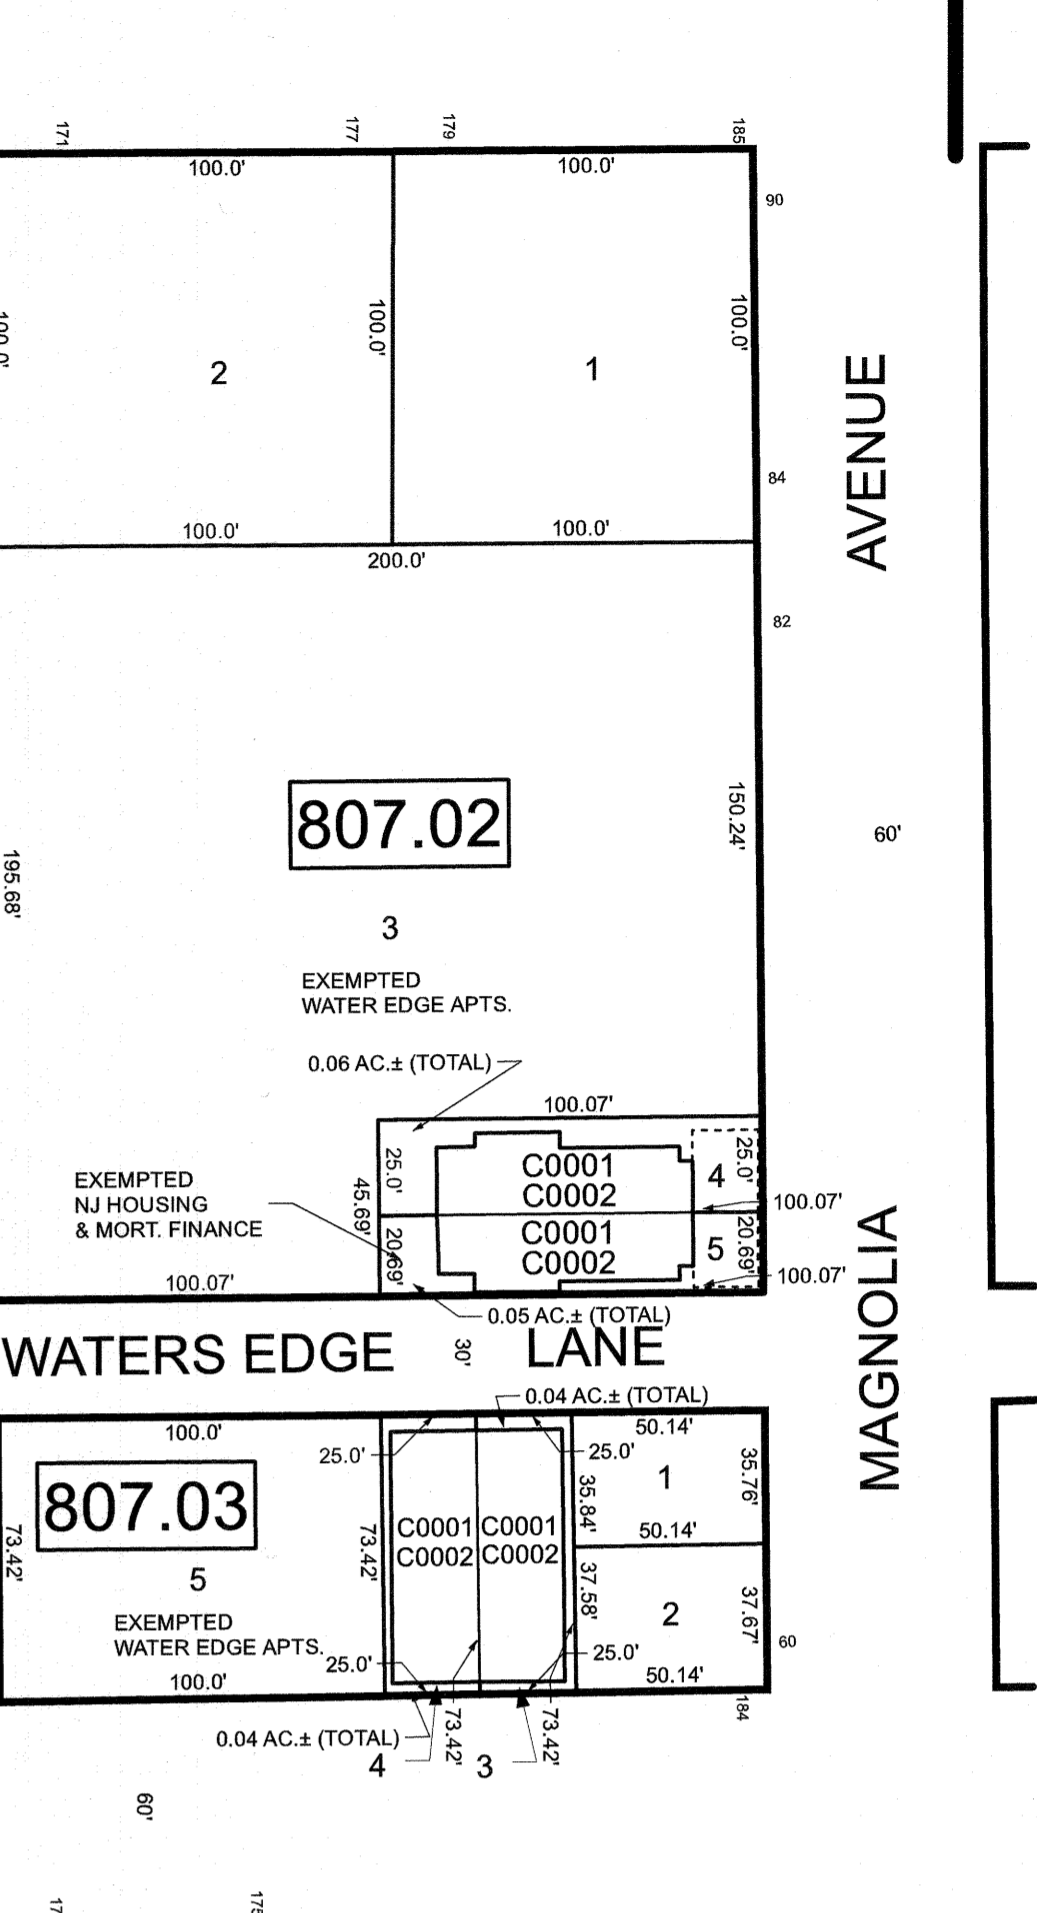 171
177
179
185
100.0'
100.0'
90
100.0'
100.0'
100.0'
2
1
AVENUE
84
100.0'
100.0'
200.0'
82
150.24'
807.02
60'
195.68'
3
EXEMPTED
WATER EDGE APTS.
0.06 AC.± (TOTAL)
100.07'
25.0'
C0001
C0002
4
25.0'
EXEMPTED
NJ HOUSING
& MORT. FINANCE
45.69'
100.07'
20.69'
C0001
C0002
5
20.69'
100.07'
100.07'
MAGNOLIA
0.05 AC.± (TOTAL)
WATERS EDGE
30'
LANE
0.04 AC.± (TOTAL)
100.0'
25.0'
25.0'
50.14'
807.03
1
35.76'
35.84'
50.14'
73.42'
73.42'
C0001
C0002
C0001
C0002
5
37.58'
2
37.67'
60
EXEMPTED
WATER EDGE APTS.
100.0'
25.0'
25.0'
50.14'
184
0.04 AC.± (TOTAL)
4
73.42'
3
73.42'
60'
17
175